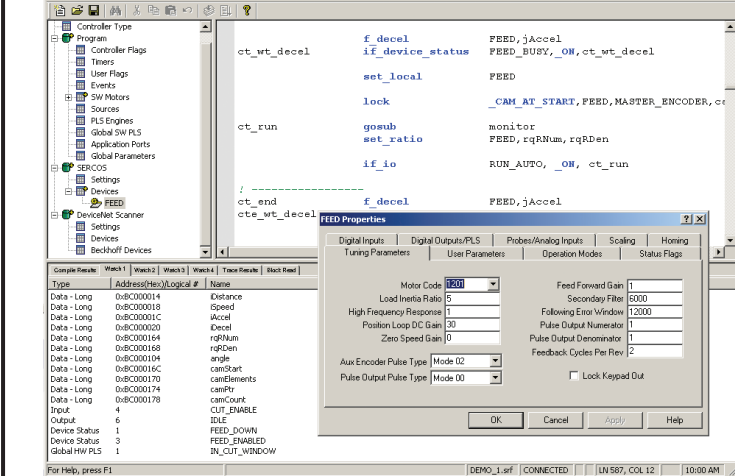 Controller Type
Program
Controller Flags
Timers
User Flags
Events
SW Motors
Sources
PLS Engines
Global SW PLS
Application Ports
Global Parameters
SERCOS
Settings
Devices
FEED
DeviceNet Scanner
Settings
Devices
Beckhoff Devices
f_decel FEED,jAccel
ct_wt_decel if_device_status FEED_BUSY,_ON,ct_wt_decel
set_local FEED
lock _CAM_AT_START,FEED,MASTER_ENCODER,
ct_run gosub monitor
set_ratio FEED,rqRNum,rqRDen
if_io RUN_AUTO, _ON, ct_run
! ------------------
ct_end f_decel FEED,jAccel
cte_wt_decel
FEED Properties
Digital Inputs Digital Outputs/PLS Probes/Analog Inputs Scaling Homing
Tuning Parameters User Parameters Operation Modes Status Flags
Motor Code 1201
Load Inertia Ratio 5
High Frequency Response 1
Position Loop DC Gain 30
Zero Speed Gain 0
Aux Encoder Pulse Type Mode 02
Pulse Output Pulse Type Mode 00
Feed Forward Gain 1
Secondary Filter 6000
Following Error Window 12000
Pulse Output Numerator 1
Pulse Output Denominator 1
Feedback Cycles Per Rev 2
Lock Keypad Out
OK Cancel Apply Help
Compile Results Watch 1 Watch 2 Watch 3 Watch 4 Trace Results Block Read
Type Address(Hex)/Logical # Name
Data - Long 0xBC000014 iDistance
Data - Long 0xBC000018 iSpeed
Data - Long 0xBC00001C iAccel
Data - Long 0xBC000020 iDecel
Data - Long 0xBC000164 rqRNum
Data - Long 0xBC000168 rqRDen
Data - Long 0xBC000104 angle
Data - Long 0xBC00016C camStart
Data - Long 0xBC000170 camElements
Data - Long 0xBC000174 camPtr
Data - Long 0xBC000178 camCount
Input 4 CUT_ENABLE
Output 6 IDLE
Device Status 1 FEED_DOWN
Device Status 3 FEED_ENABLED
Global HW PLS 1 IN_CUT_WINDOW
For Help, press F1 DEMO_1.srf CONNECTED LN 587, COL 12 10:00 AM